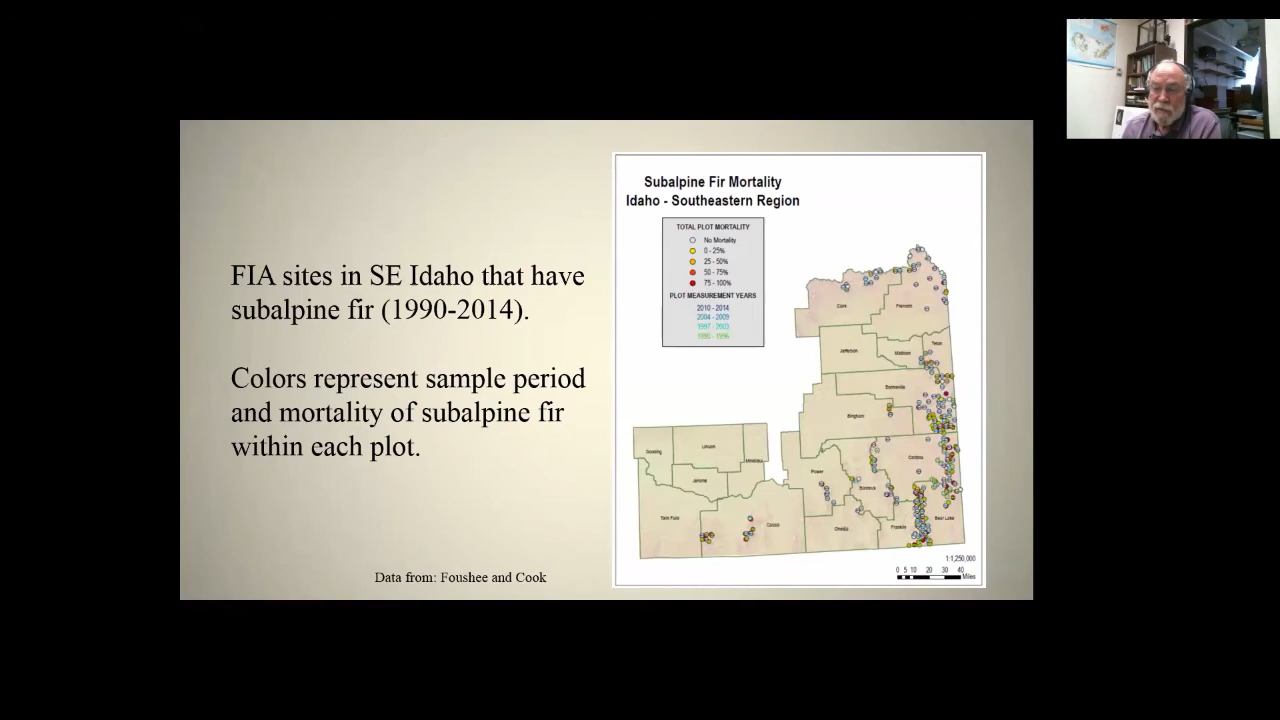 FIA sites in SE Idaho that have
subalpine fir (1990-2014).
Colors represent sample period
and mortality of subalpine fir
within each plot.
Data from: Foushee and Cook
Subalpine Fir Mortality
Idaho - Southeastern Region
TOTAL PLOT MORTALITY
No Mortality
0 - 25%
25 - 50%
50 - 75%
75 - 100%
PLOT MEASUREMENT YEARS
2010 - 2014
2004 - 2009
1997 - 2003
1990 - 1996
Clark
Fremont
Jefferson
Madison
Teton
Bonneville
Bingham
Gooding
Lincoln
Minidoka
Jerome
Power
Caribou
Bannock
Twin Falls
Cassia
Oneida
Franklin
Bear Lake
1:1,250,000
0 5 10 20 30 40
Miles